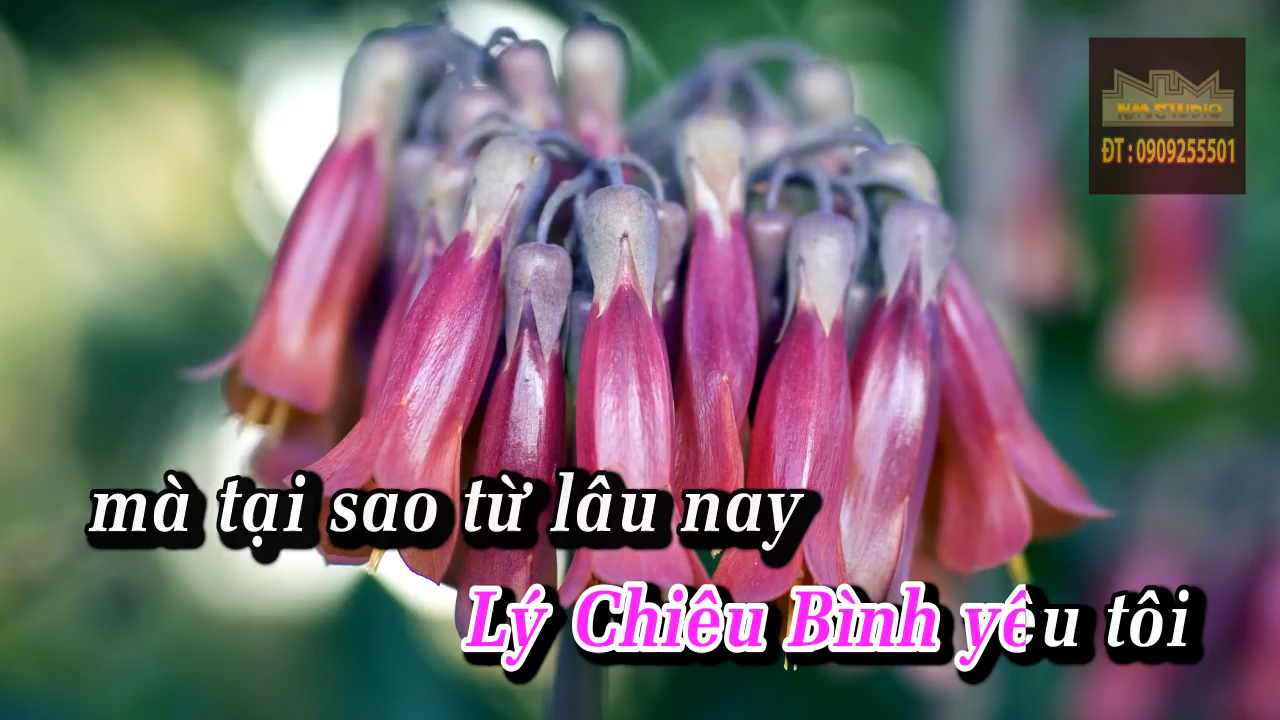 NM STUDIO
ĐT : 0909255501
mà tại sao từ lâu nay
Lý Chiêu Bình yêu tôi